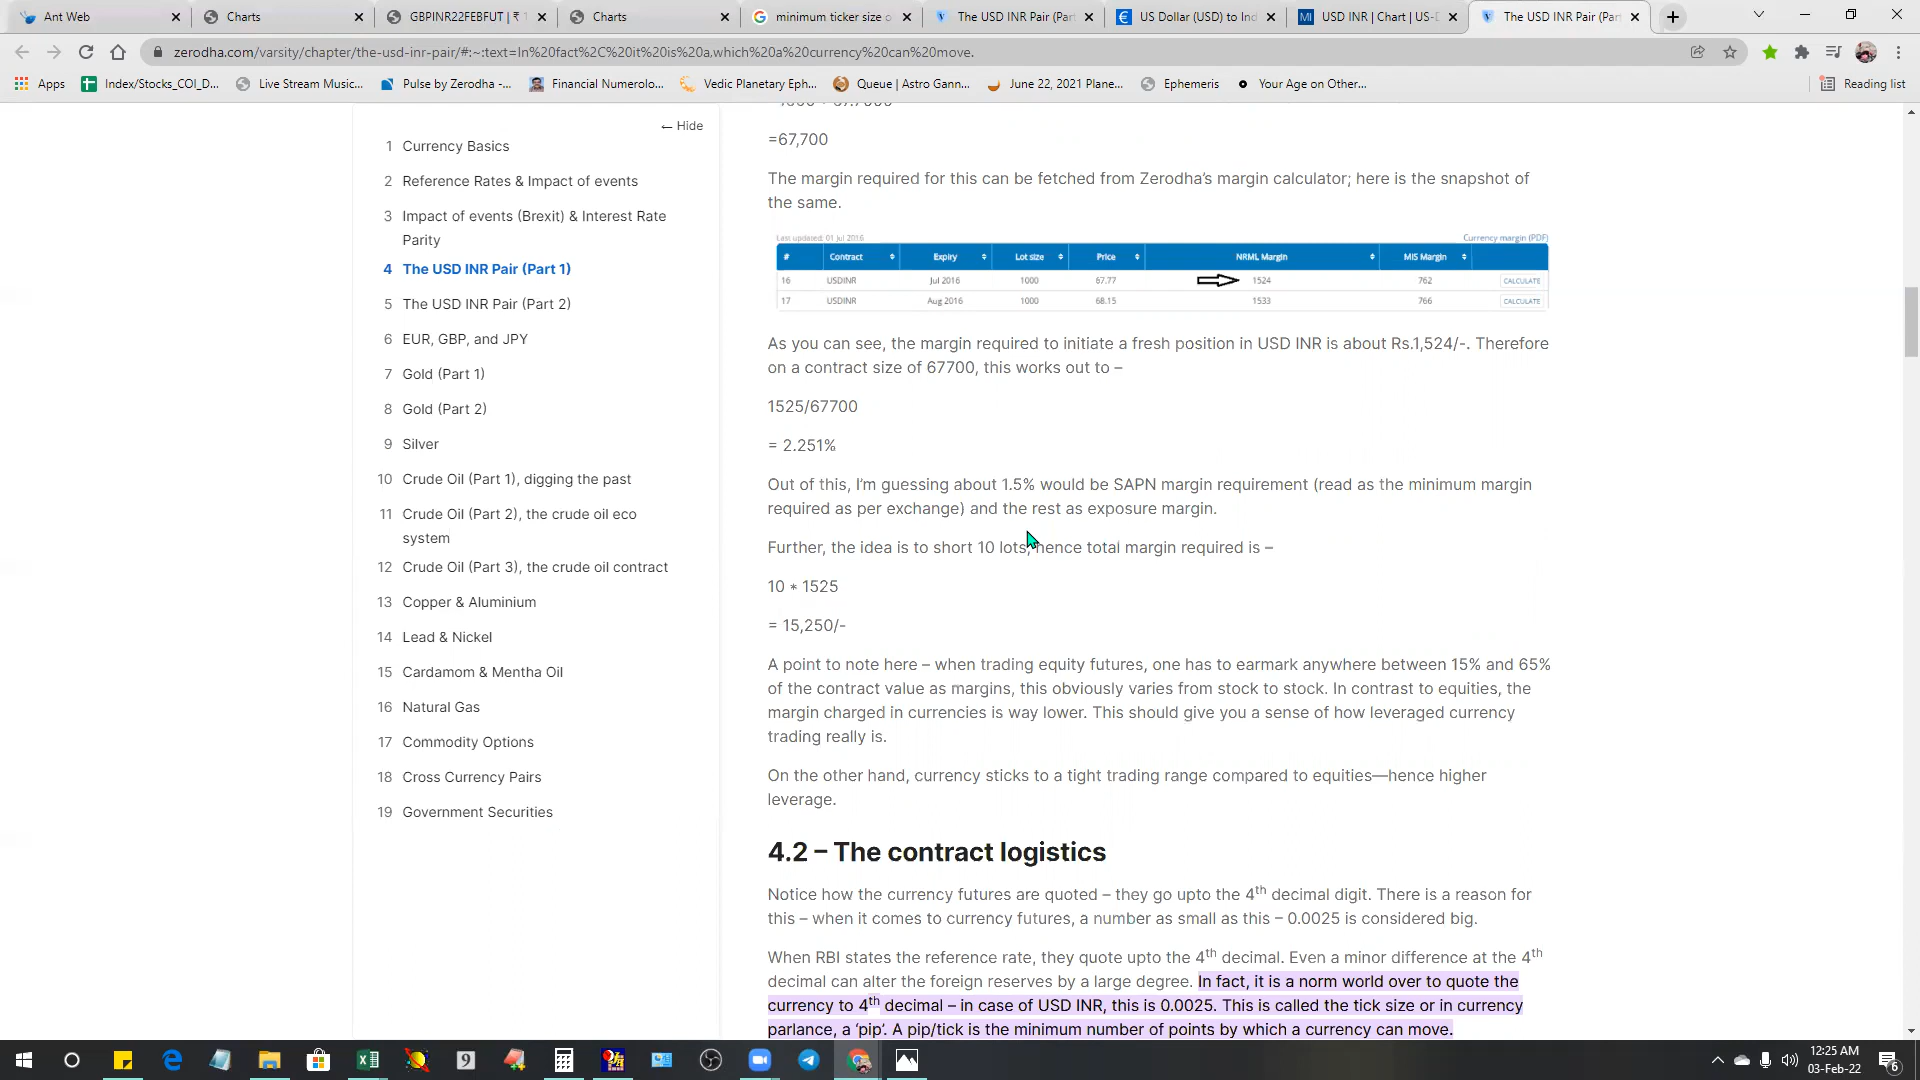 Ant Web
Charts
GBPINR22FEBFUT | ₹
Charts
minimum ticker size o
The USD INR Pair (Part
US Dollar (USD) to Ind
USD INR | Chart | US-D
The USD INR Pair (Part
zerodha.com/varsity/chapter/the-usd-inr-pair/#:~:text=In%20fact%2C%20it%20is%20a,which%20a%20currency%20can%20move.
Apps
Index/Stocks_COI_D...
Live Stream Music...
Pulse by Zerodha -...
Financial Numerolo...
Vedic Planetary Eph...
Queue | Astro Gann...
June 22, 2021 Plane...
Ephemeris
Your Age on Other...
Reading list
← Hide
1 Currency Basics
2 Reference Rates & Impact of events
3 Impact of events (Brexit) & Interest Rate
Parity
4 The USD INR Pair (Part 1)
5 The USD INR Pair (Part 2)
6 EUR, GBP, and JPY
7 Gold (Part 1)
8 Gold (Part 2)
9 Silver
10 Crude Oil (Part 1), digging the past
11 Crude Oil (Part 2), the crude oil eco
system
12 Crude Oil (Part 3), the crude oil contract
13 Copper & Aluminium
14 Lead & Nickel
15 Cardamom & Mentha Oil
16 Natural Gas
17 Commodity Options
18 Cross Currency Pairs
19 Government Securities
=67,700
The margin required for this can be fetched from Zerodha's margin calculator; here is the snapshot of
the same.
Last updated: 01 Jul 2016 Currency margin (PDF)
# Contract Expiry Lot size Price NRML Margin MIS Margin
16 USDINR Jul 2016 1000 67.77 1524 762 CALCULATE
17 USDINR Aug 2016 1000 68.15 1533 766 CALCULATE
As you can see, the margin required to initiate a fresh position in USD INR is about Rs.1,524/-. Therefore
on a contract size of 67700, this works out to –
1525/67700
= 2.251%
Out of this, I'm guessing about 1.5% would be SAPN margin requirement (read as the minimum margin
required as per exchange) and the rest as exposure margin.
Further, the idea is to short 10 lots, hence total margin required is –
10 * 1525
= 15,250/-
A point to note here – when trading equity futures, one has to earmark anywhere between 15% and 65%
of the contract value as margins, this obviously varies from stock to stock. In contrast to equities, the
margin charged in currencies is way lower. This should give you a sense of how leveraged currency
trading really is.
On the other hand, currency sticks to a tight trading range compared to equities—hence higher
leverage.
4.2 – The contract logistics
Notice how the currency futures are quoted – they go upto the 4th decimal digit. There is a reason for
this – when it comes to currency futures, a number as small as this – 0.0025 is considered big.
When RBI states the reference rate, they quote upto the 4th decimal. Even a minor difference at the 4th
decimal can alter the foreign reserves by a large degree. In fact, it is a norm world over to quote the
currency to 4th decimal – in case of USD INR, this is 0.0025. This is called the tick size or in currency
parlance, a 'pip'. A pip/tick is the minimum number of points by which a currency can move.
12:25 AM
03-Feb-22
6